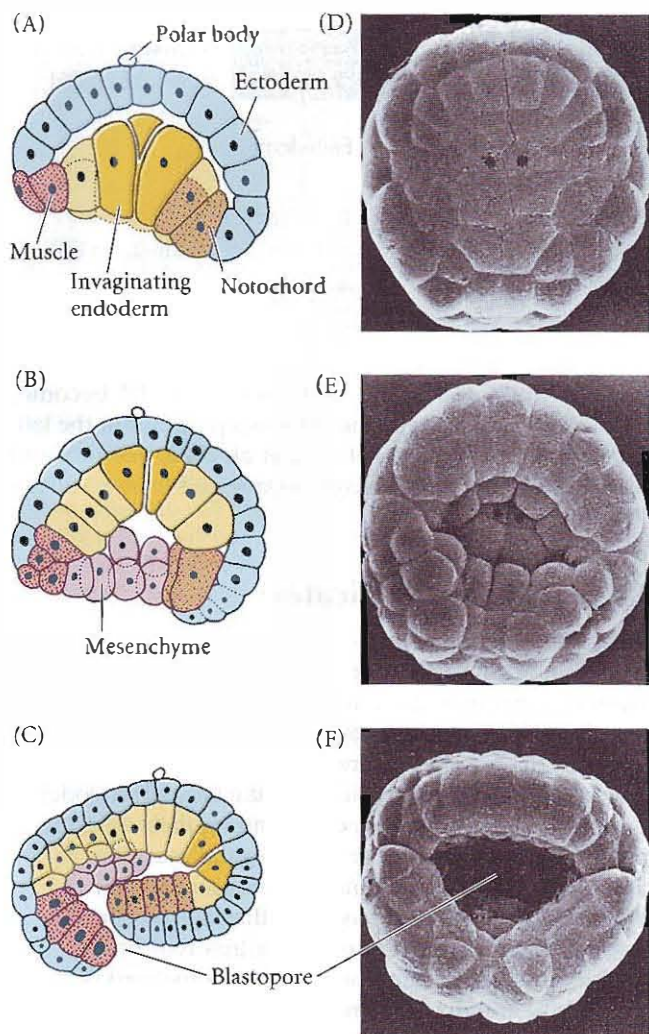 (A)
Polar body
Ectoderm
Muscle
Invaginating
endoderm
Notochord
(D)
(B)
Mesenchyme
(E)
(C)
Blastopore
(F)